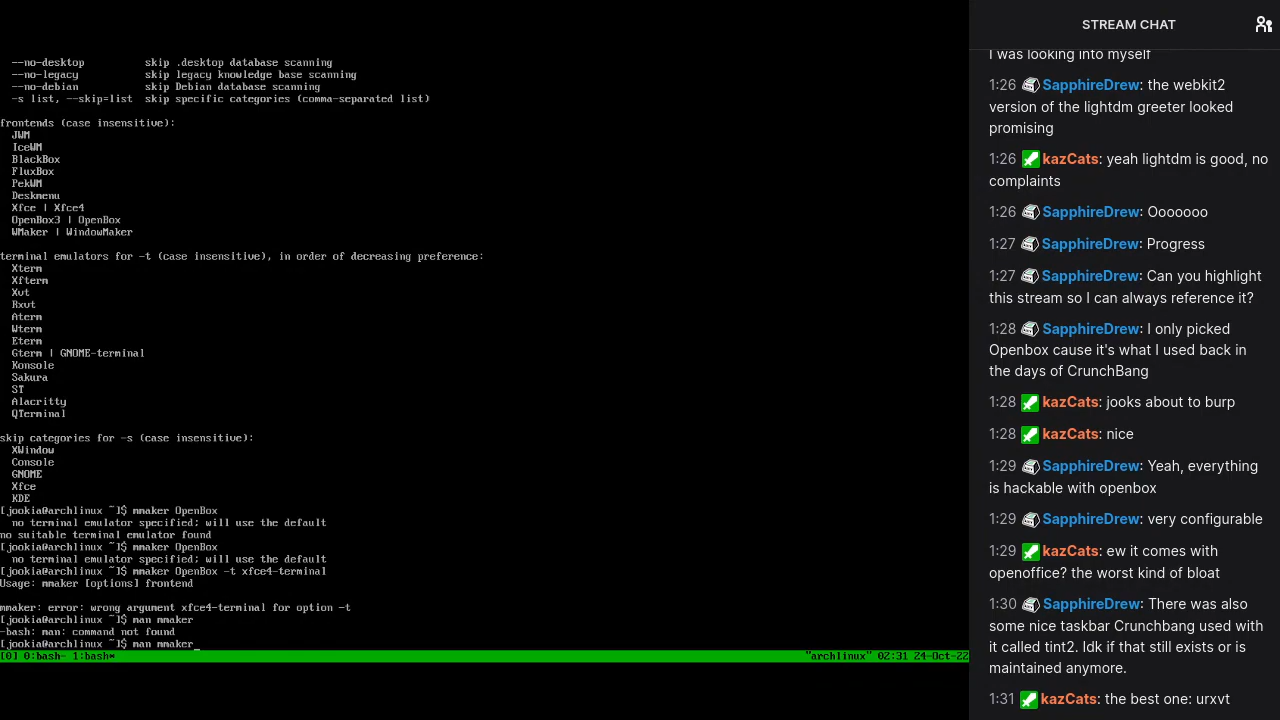 --no-desktop          skip .desktop database scanning
  --no-legacy           skip legacy knowledge base scanning
  --no-debian           skip Debian database scanning
  -s list, --skip=list  skip specific categories (comma-separated list)

frontends (case insensitive):
  JWM
  IceWM
  BlackBox
  FluxBox
  PekWM
  Deskmenu
  Xfce | Xfce4
  OpenBox3 | OpenBox
  WMaker | WindowMaker

terminal emulators for -t (case insensitive), in order of decreasing preference:
  Xterm
  Xfterm
  Xvt
  Rxvt
  Aterm
  Wterm
  Eterm
  Gterm | GNOME-terminal
  Konsole
  Sakura
  ST
  Alacritty
  QTerminal

skip categories for -s (case insensitive):
  XWindow
  Console
  GNOME
  Xfce
  KDE
[jookia@archlinux ~]$ mmaker OpenBox
  no terminal emulator specified; will use the default
no suitable terminal emulator found
[jookia@archlinux ~]$ mmaker OpenBox
  no terminal emulator specified; will use the default
[jookia@archlinux ~]$ mmaker OpenBox -t xfce4-terminal
Usage: mmaker [options] frontend

mmaker: error: wrong argument xfce4-terminal for option -t
[jookia@archlinux ~]$ man mmaker
-bash: man: command not found
[jookia@archlinux ~]$ man mmaker_
[0] 0:bash- 1:bash* "archlinux" 02:31 24-Oct-22
STREAM CHAT
I was looking into myself
1:26 SapphireDrew: the webkit2
version of the lightdm greeter looked
promising
1:26 kazCats: yeah lightdm is good, no
complaints
1:26 SapphireDrew: Ooooooo
1:27 SapphireDrew: Progress
1:27 SapphireDrew: Can you highlight
this stream so I can always reference it?
1:28 SapphireDrew: I only picked
Openbox cause it's what I used back in
the days of CrunchBang
1:28 kazCats: jooks about to burp
1:28 kazCats: nice
1:29 SapphireDrew: Yeah, everything
is hackable with openbox
1:29 SapphireDrew: very configurable
1:29 kazCats: ew it comes with
openoffice? the worst kind of bloat
1:30 SapphireDrew: There was also
some nice taskbar Crunchbang used with
it called tint2. Idk if that still exists or is
maintained anymore.
1:31 kazCats: the best one: urxvt